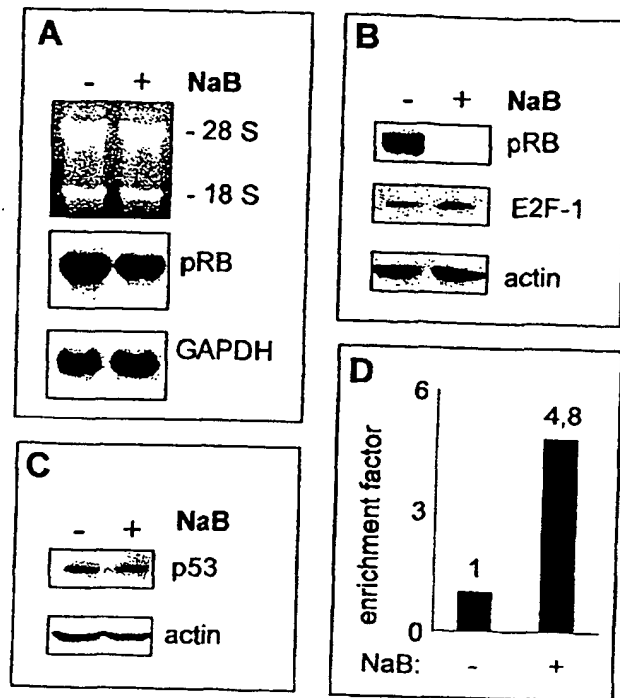 A
- + NaB
- 28 S
- 18 S
pRB
GAPDH
B
- + NaB
pRB
E2F-1
actin
C
- + NaB
p53
actin
D
enrichment factor
6
3
0
1
4,8
NaB: - +